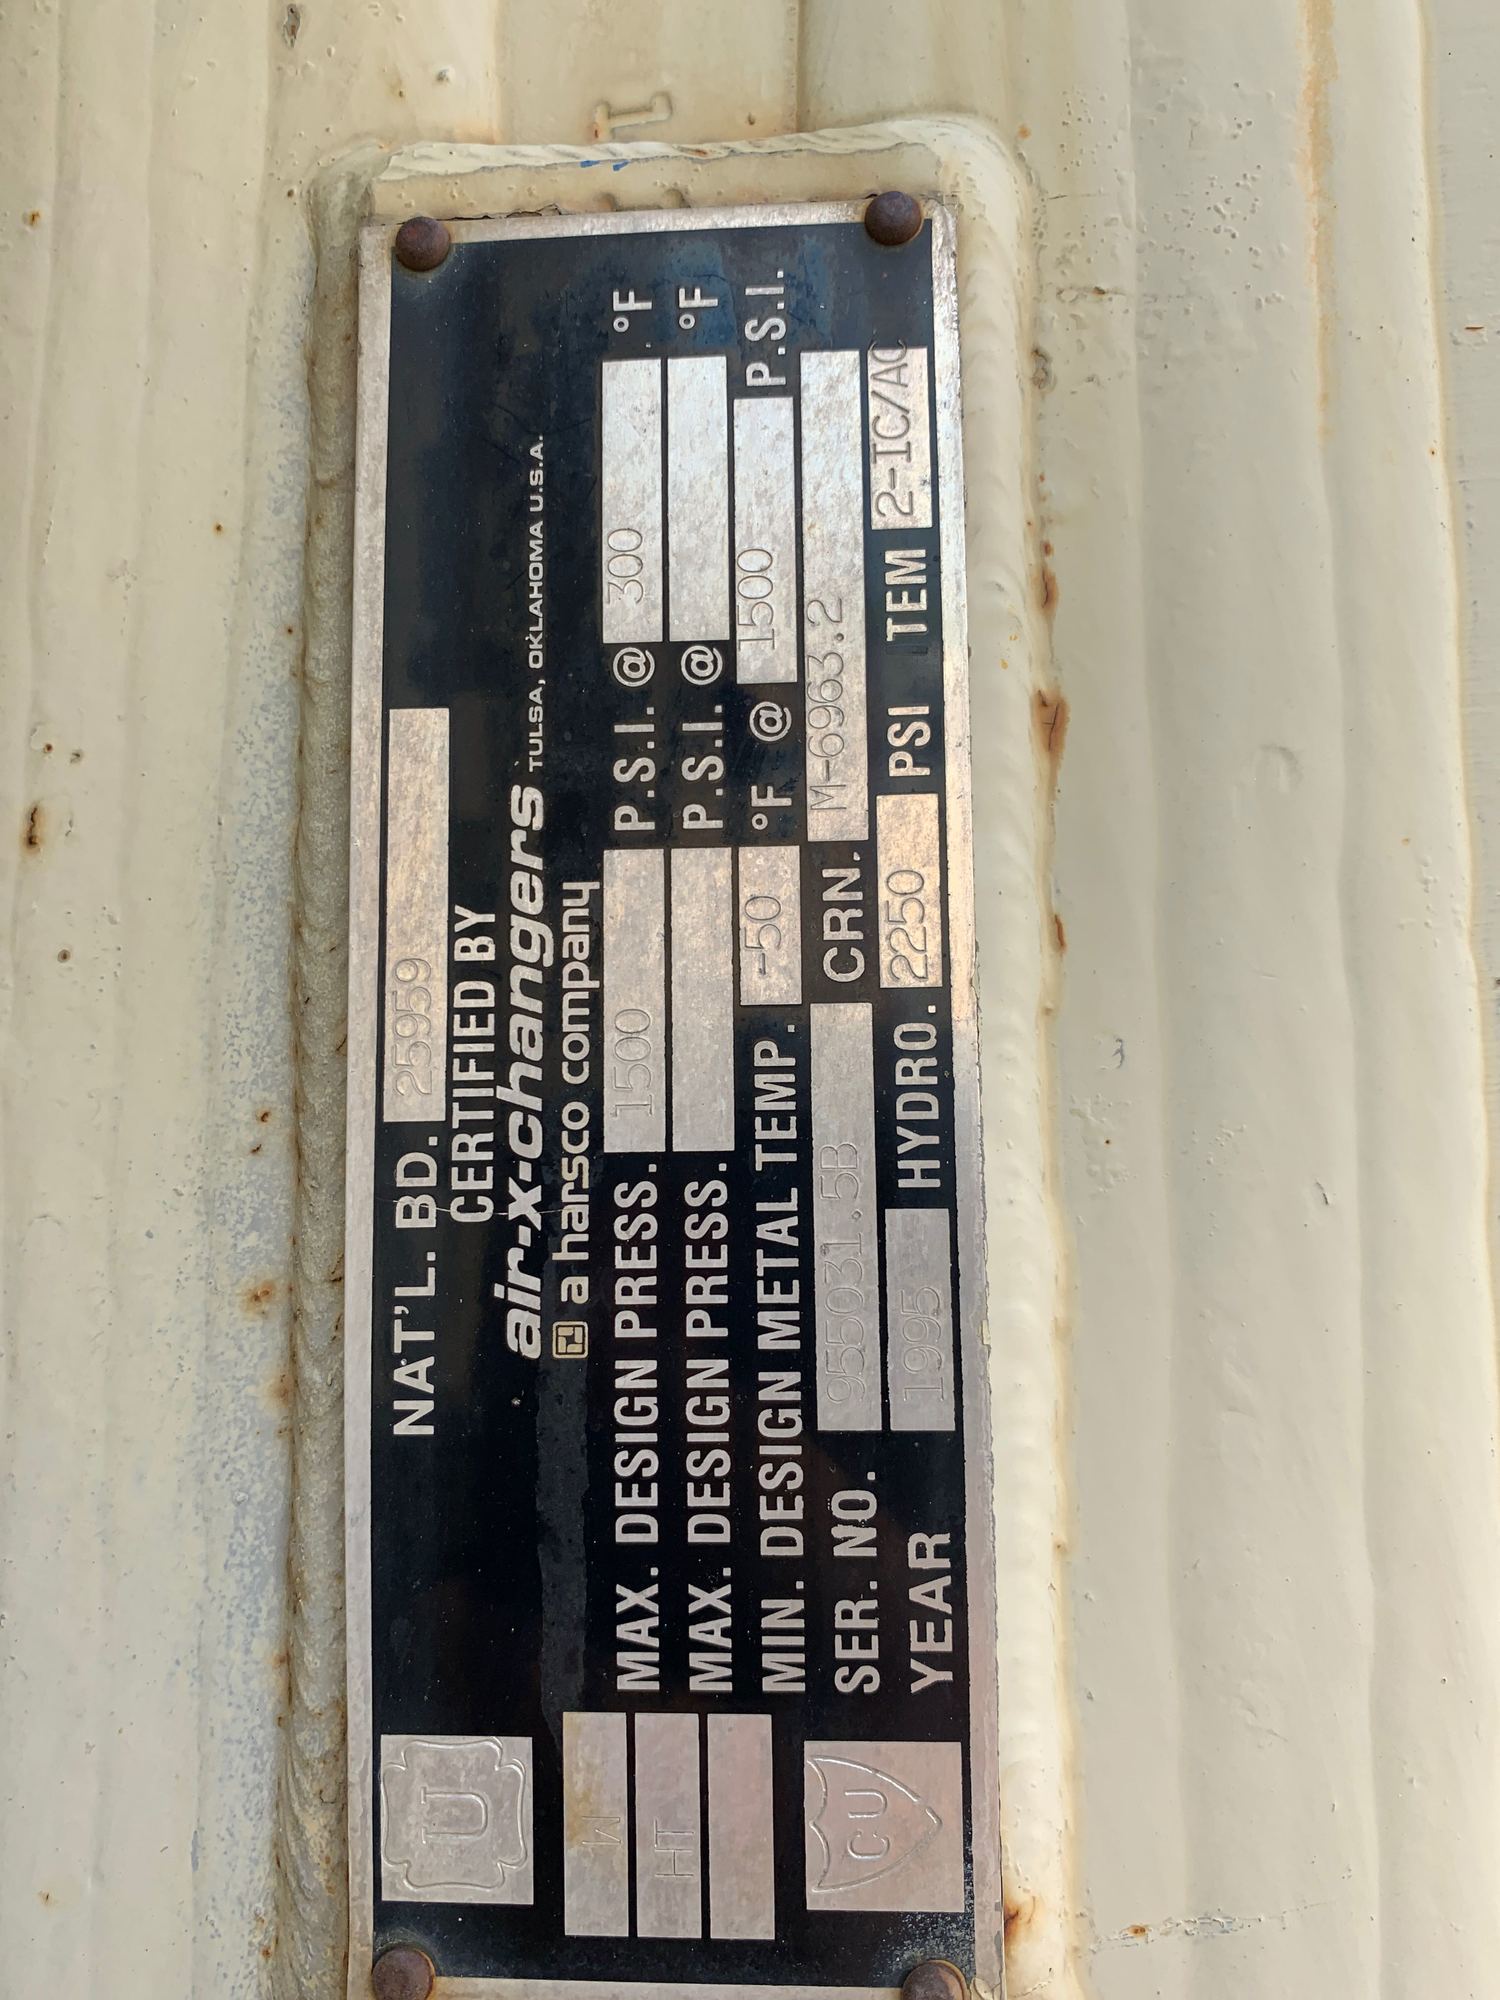 U
W
HT
CU
NAT'L. BD. 25959
CERTIFIED BY
air-x-changers TULSA, OKLAHOMA U.S.A.
a harsco company
MAX. DESIGN PRESS. 1500 P.S.I. @ 300 °F
MAX. DESIGN PRESS. P.S.I. @ °F
MIN. DESIGN METAL TEMP. -50 °F @ 1500 P.S.I.
SER. NO. 955031.5B CRN. M-6963.2
YEAR 1995 HYDRO. 2250 PSI ITEM 2-IC/AC